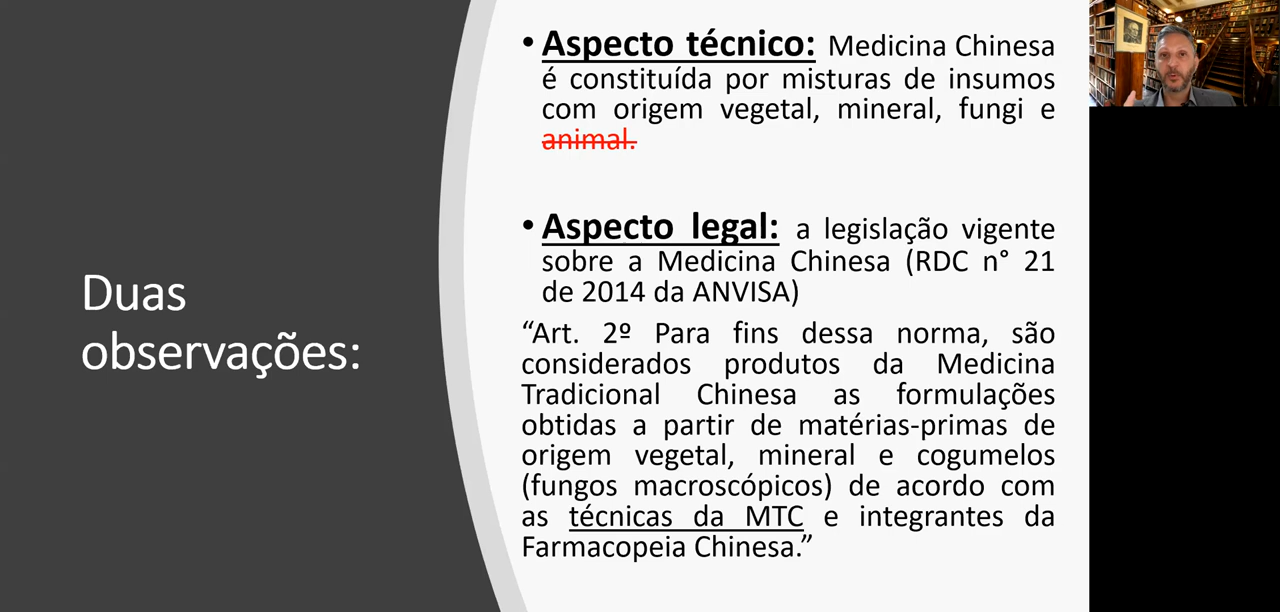 Duas
observações:
• Aspecto técnico: Medicina Chinesa
é constituída por misturas de insumos
com origem vegetal, mineral, fungi e
animal.
• Aspecto legal: a legislação vigente
sobre a Medicina Chinesa (RDC n° 21
de 2014 da ANVISA)
“Art. 2º Para fins dessa norma, são
considerados produtos da Medicina
Tradicional Chinesa as formulações
obtidas a partir de matérias-primas de
origem vegetal, mineral e cogumelos
(fungos macroscópicos) de acordo com
as técnicas da MTC e integrantes da
Farmacopeia Chinesa.”